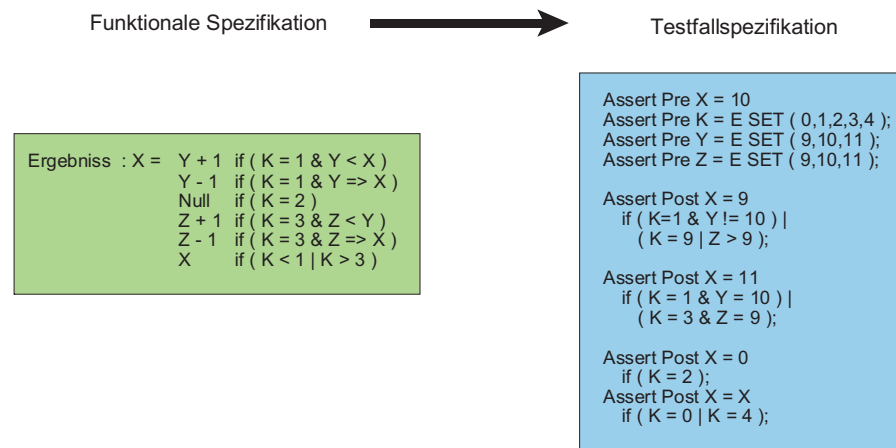 Funktionale Spezifikation
Testfallspezifikation
Ergebniss : X = Y + 1 if ( K = 1 & Y < X )
Y - 1 if ( K = 1 & Y => X )
Null if ( K = 2 )
Z + 1 if ( K = 3 & Z < Y )
Z - 1 if ( K = 3 & Z => X )
X if ( K < 1 | K > 3 )
Assert Pre X = 10
Assert Pre K = E SET ( 0,1,2,3,4 );
Assert Pre Y = E SET ( 9,10,11 );
Assert Pre Z = E SET ( 9,10,11 );
Assert Post X = 9
if ( K=1 & Y != 10 ) |
( K = 9 | Z > 9 );
Assert Post X = 11
if ( K = 1 & Y = 10 ) |
( K = 3 & Z = 9 );
Assert Post X = 0
if ( K = 2 );
Assert Post X = X
if ( K = 0 | K = 4 );